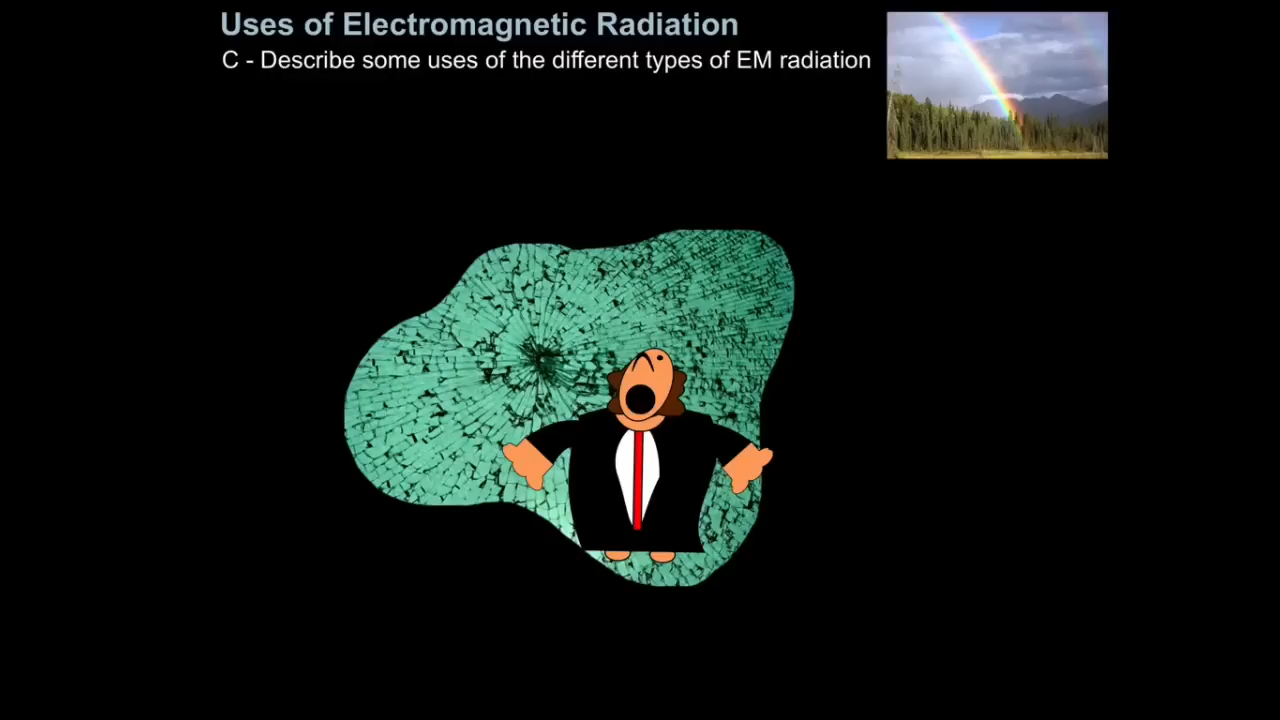 Uses of Electromagnetic Radiation
C - Describe some uses of the different types of EM radiation